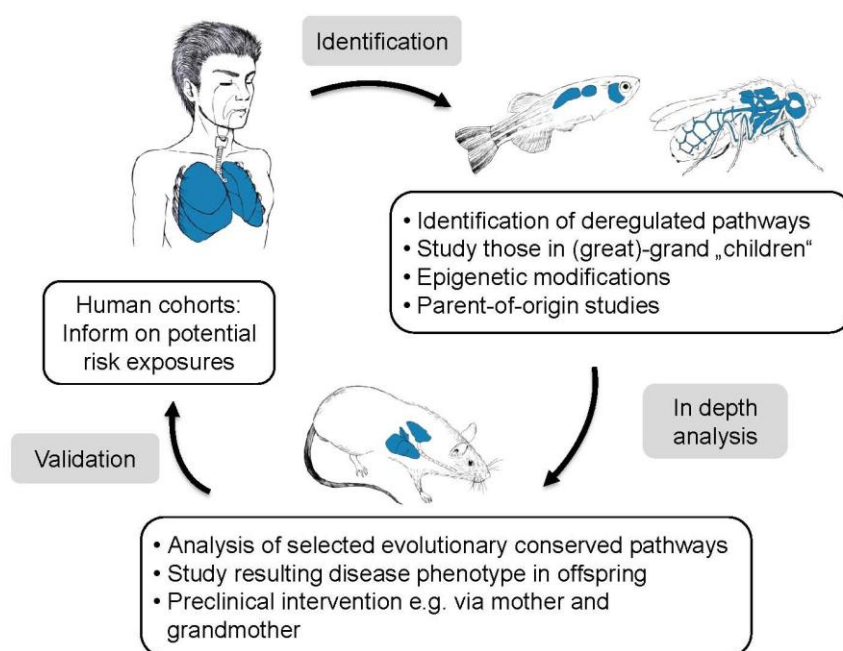 Identification
• Identification of deregulated pathways
• Study those in (great)-grand „children“
• Epigenetic modifications
• Parent-of-origin studies
Human cohorts:
Inform on potential
risk exposures
In depth
analysis
Validation
• Analysis of selected evolutionary conserved pathways
• Study resulting disease phenotype in offspring
• Preclinical intervention e.g. via mother and
grandmother